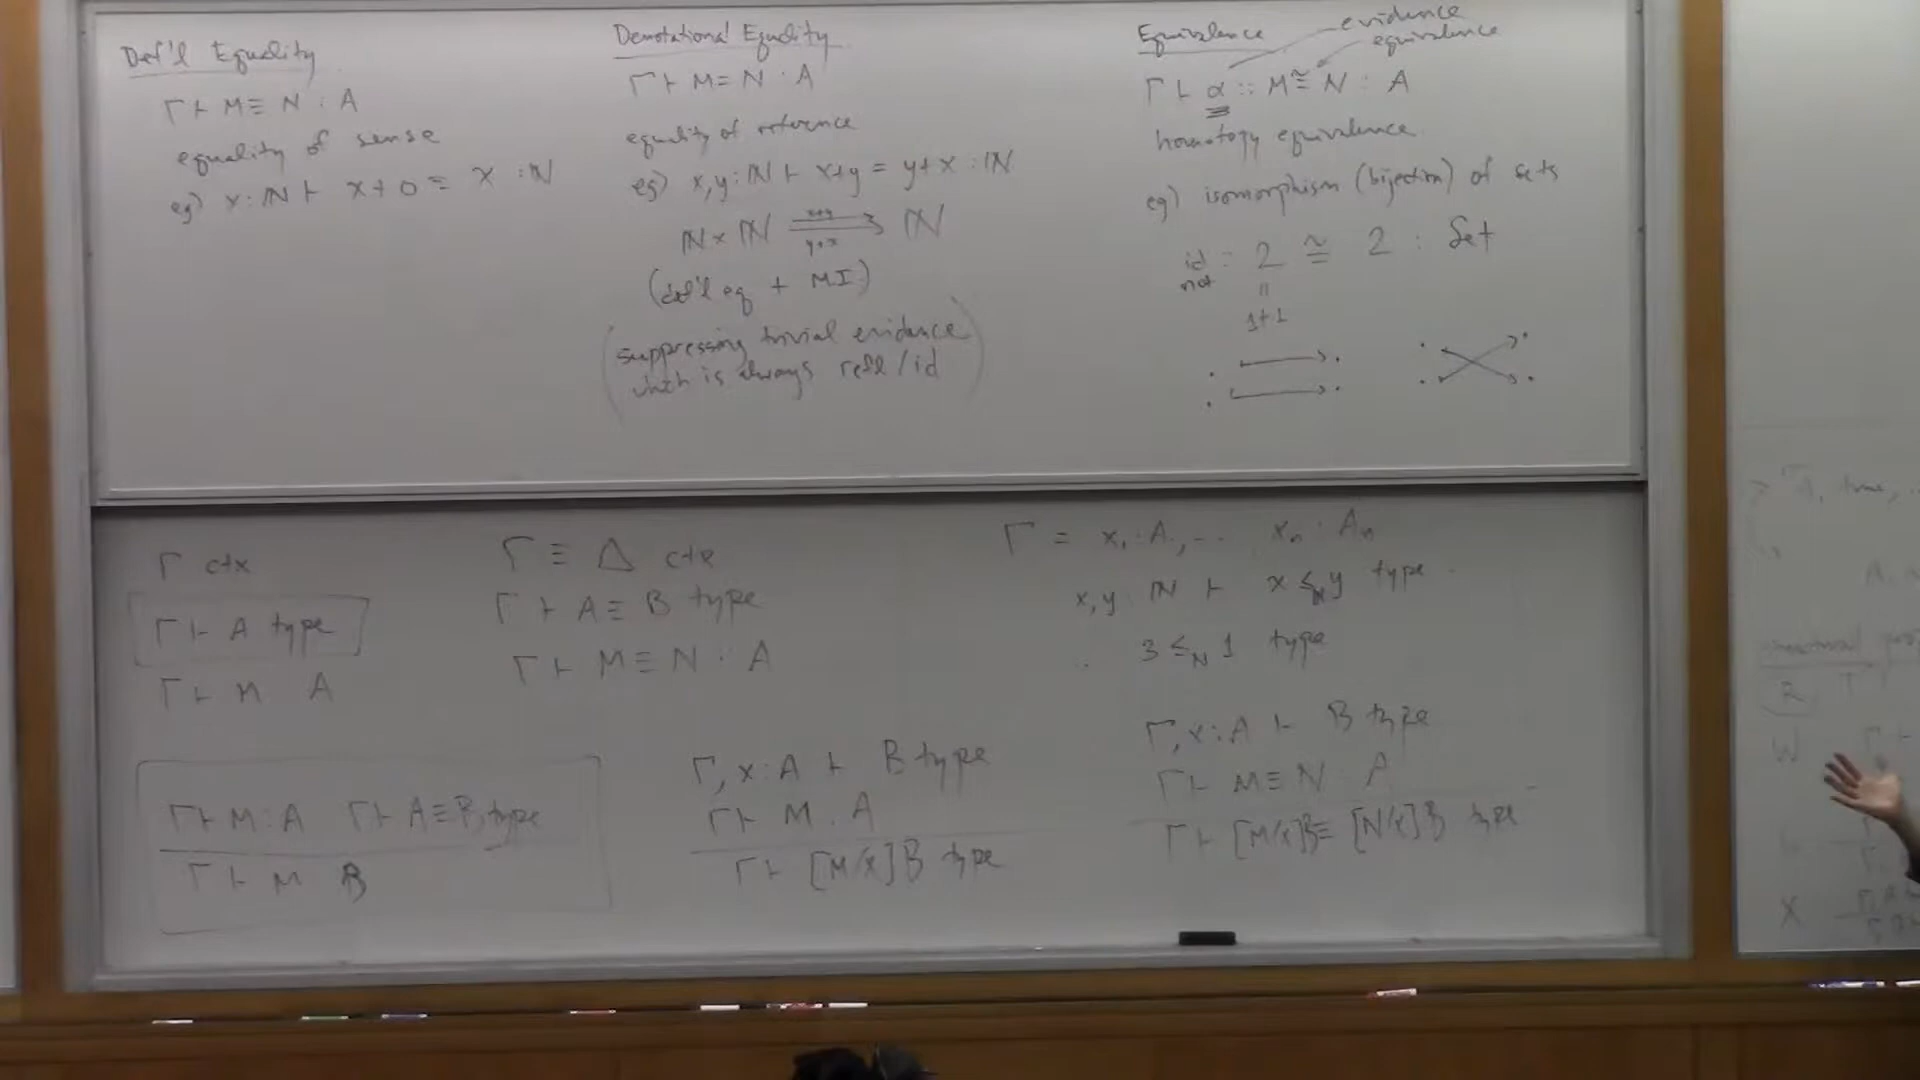 Def'l Equality
Γ ⊢ M ≡ N : A
equality of sense
eg) x:ℕ ⊢ x+0 ≡ x :ℕ
Denotational Equality
Γ ⊢ M = N : A
equality of reference
eg) x,y:ℕ ⊢ x+y = y+x :ℕ
ℕ × ℕ ⇉ ℕ
x+y
y+x
(def'l eq + MI)
(suppressing trivial evidence
which is always refl/id)
Equivalence
evidence
equivalence
Γ ⊢ α :: M ≅ N : A
homotopy equivalence
eg) isomorphism (bijection) of sets
id : 2 ≅ 2 : Set
not
=
1+1
Γ ctx
Γ ⊢ A type
Γ ⊢ M : A
Γ ≡ Δ ctx
Γ ⊢ A ≡ B type
Γ ⊢ M ≡ N : A
Γ = x₁:A₁, ... xₙ:Aₙ
x,y:ℕ ⊢ x ≤ℕ y type
3 ≤ℕ 1 type
Γ ⊢ M:A Γ ⊢ A ≡ B type
Γ ⊢ M : B
Γ, x:A ⊢ B type
Γ ⊢ M : A
Γ ⊢ [M/x]B type
Γ, x:A ⊢ B type
Γ ⊢ M ≡ N : A
Γ ⊢ [M/x]B ≡ [N/x]B type
R
W
X